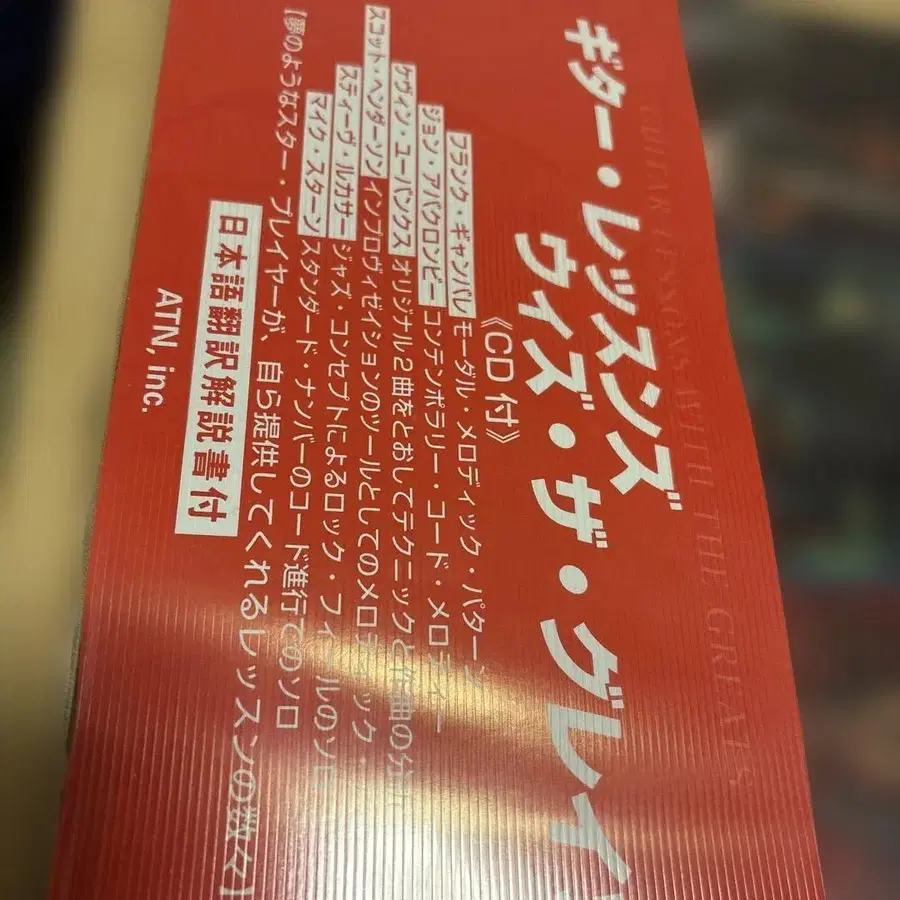 GUITAR LESSONS WITH THE GREATS
ギター・レッスンズ
ウィズ・ザ・グレイ
《CD付》
フランク・ギャンバレ モーダル・メロディック・パターン
ジョン・アバクロンビー コンテンポラリー・コード・メロディー
ケヴィン・ユーバンクス オリジナル2曲をとおしてテクニックと作曲の分
スコット・ヘンダーソン インプロヴィゼイションのツールとしてのメロディック・
スティーヴ・ルカサー ジャズ・コンセプトによるロック・フィールのソロ
マイク・スターン スタンダード・ナンバーのコード進行でのソロ
【夢のようなスター・プレイヤーが、自ら提供してくれるレッスンの数々】
日本語翻訳解説書付
ATN, inc.